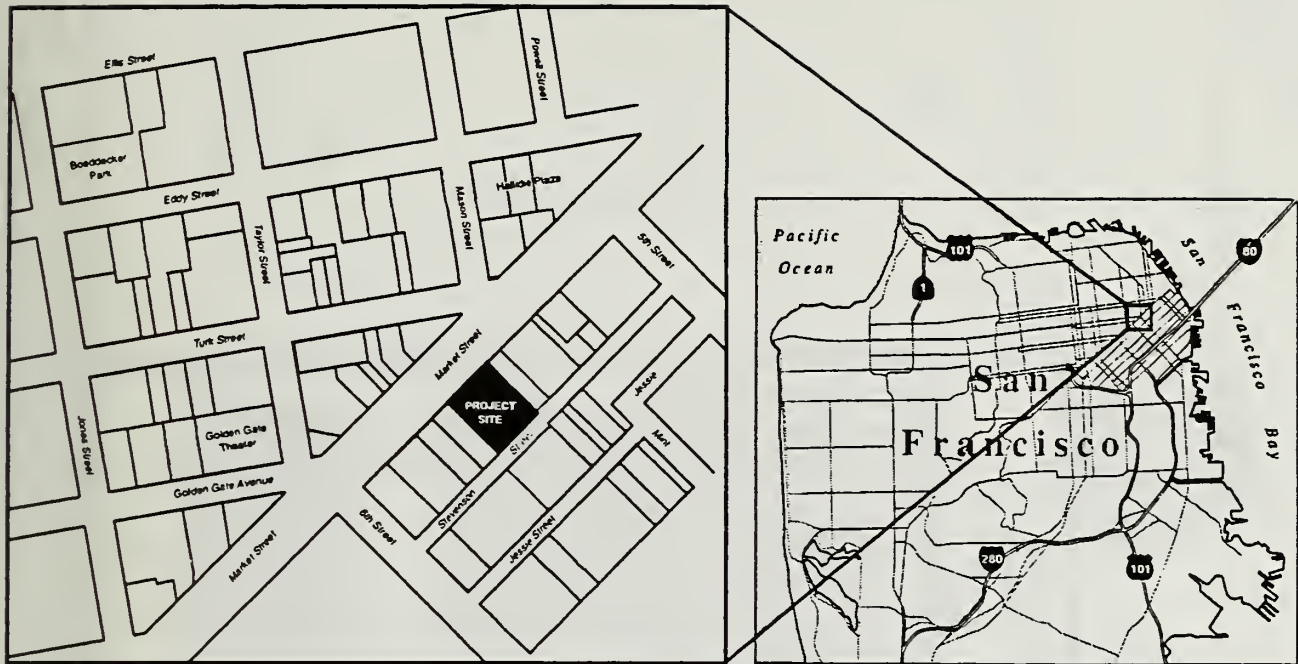 Ellis Street
Powell Street
Boeddecker
Park
Eddy Street
Taylor Street
Mason Street
Hallidie Plaza
5th Street
Turk Street
Market Street
PROJECT
SITE
Jessie
Mint
Jones Street
Golden Gate
Theater
Golden Gate Avenue
Stevenson
Jessie Street
6th Street
Market Street
Pacific
Ocean
101
1
San
Francisco
Bay
80
San
Francisco
280
101